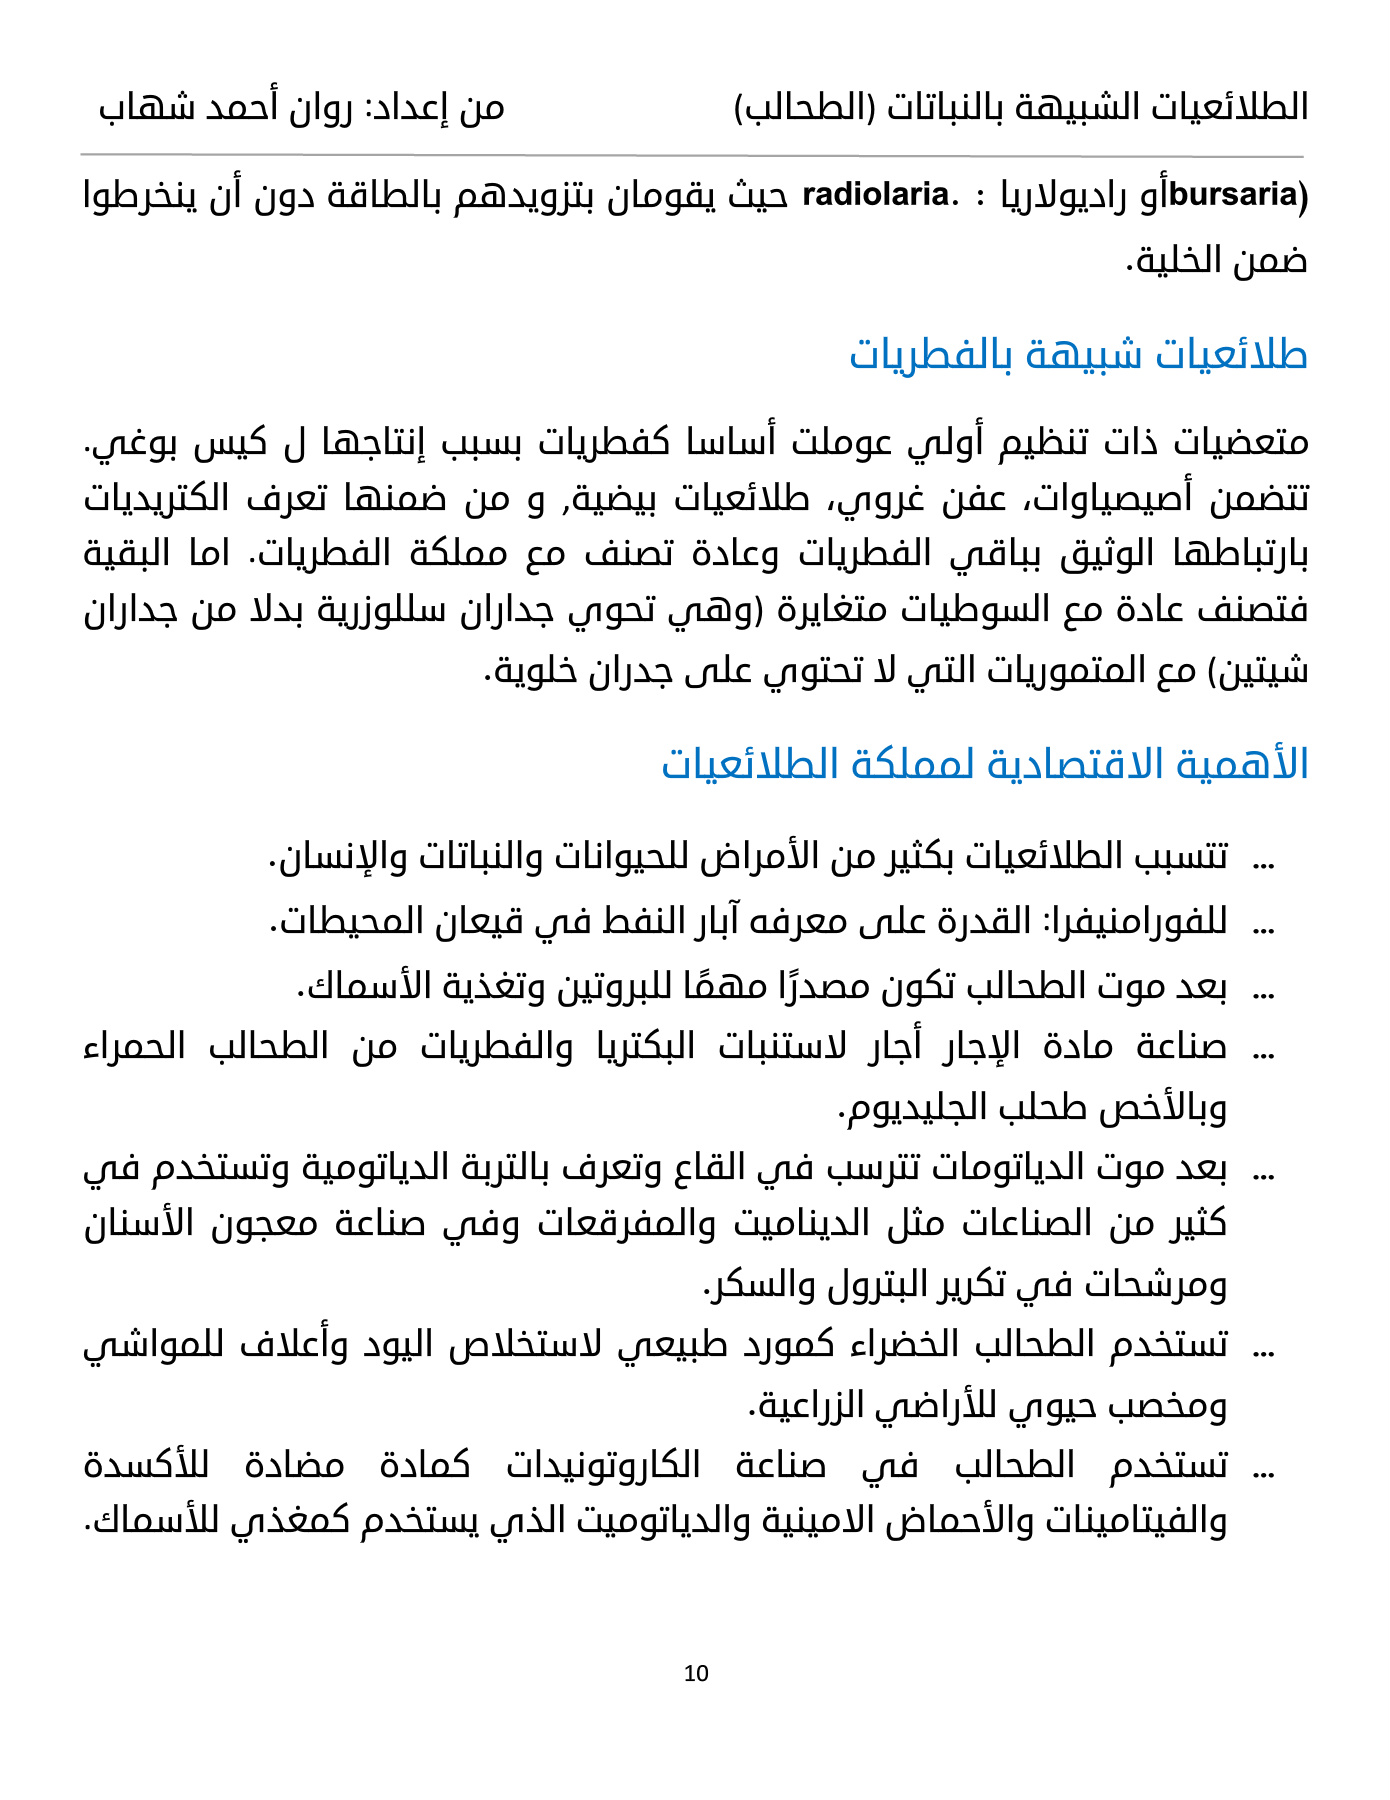 الطلائعيات الشبيهة بالنباتات (الطحالب) من إعداد: روان أحمد شهاب
(bursariaأو راديولاريا : .radiolaria حيث يقومان بتزويدهم بالطاقة دون أن ينخرطوا
ضمن الخلية.
طلائعيات شبيهة بالفطريات
متعضيات ذات تنظيم أولي عوملت أساسا كفطريات بسبب إنتاجها ل كيس بوغي.
تتضمن أصيصياوات، عفن غروي، طلائعيات بيضية, و من ضمنها تعرف الكتريديات
بارتباطها الوثيق بباقي الفطريات وعادة تصنف مع مملكة الفطريات. اما البقية
فتصنف عادة مع السوطيات متغايرة (وهي تحوي جداران سللوزرية بدلا من جداران
شيتين) مع المتموريات التي لا تحتوي على جدران خلوية.
الأهمية الاقتصادية لمملكة الطلائعيات
... تتسبب الطلائعيات بكثير من الأمراض للحيوانات والنباتات والإنسان.
... للفورامنيفرا: القدرة على معرفه آبار النفط في قيعان المحيطات.
... بعد موت الطحالب تكون مصدرًا مهمًا للبروتين وتغذية الأسماك.
... صناعة مادة الإجار أجار لاستنبات البكتريا والفطريات من الطحالب الحمراء
وبالأخص طحلب الجليديوم.
... بعد موت الدياتومات تترسب في القاع وتعرف بالتربة الدياتومية وتستخدم في
كثير من الصناعات مثل الديناميت والمفرقعات وفي صناعة معجون الأسنان
ومرشحات في تكرير البترول والسكر.
... تستخدم الطحالب الخضراء كمورد طبيعي لاستخلاص اليود وأعلاف للمواشي
ومخصب حيوي للأراضي الزراعية.
... تستخدم الطحالب في صناعة الكاروتونيدات كمادة مضادة للأكسدة
والفيتامينات والأحماض الامينية والدياتوميت الذي يستخدم كمغذي للأسماك.
10